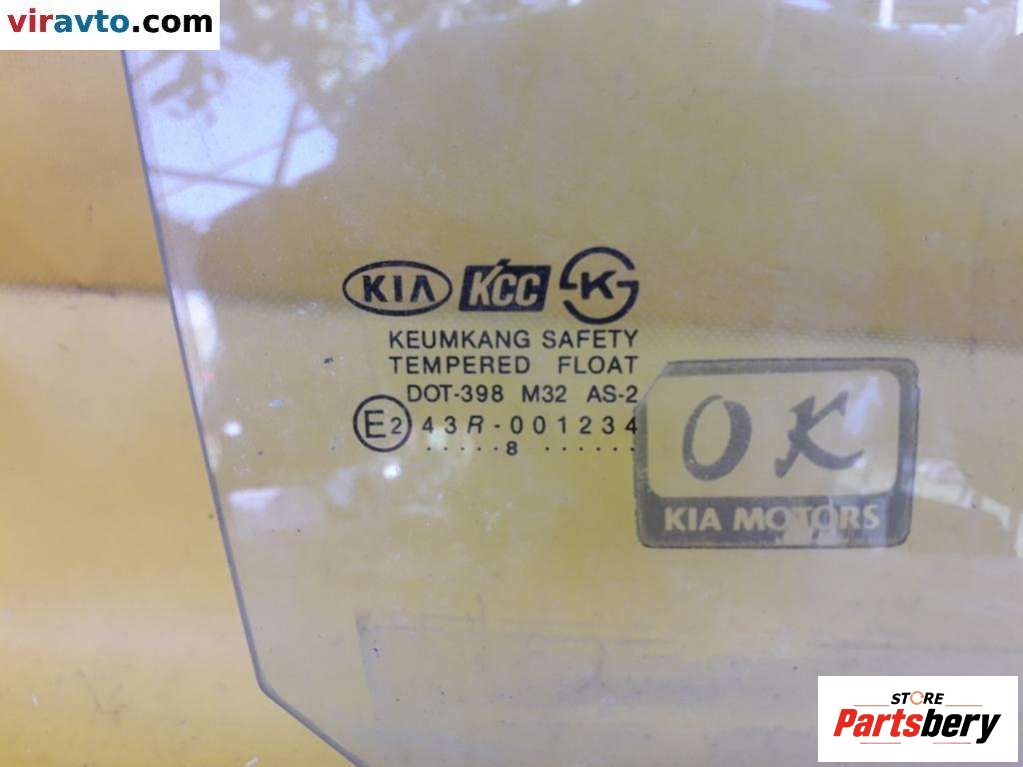 viravto.com
KIA KCC KS
KEUMKANG SAFETY
TEMPERED FLOAT
DOT-398 M32 AS-2
E2 43R-001234
.....8 ......
OK
KIA MOTORS
STORE
Partsbery